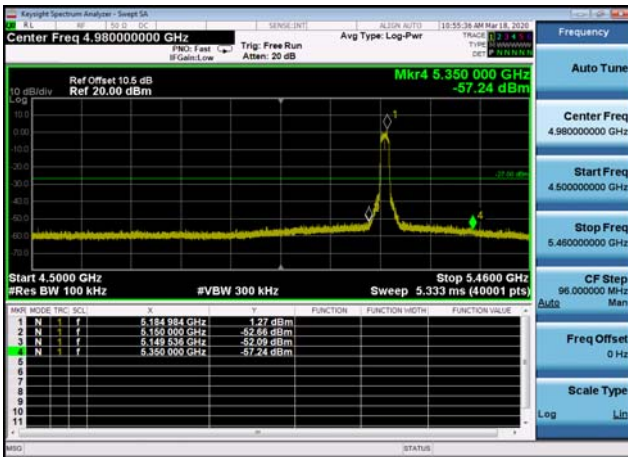 Keysight Spectrum Analyzer - Swept SA
RL RF 50 Ω DC SENSE:INT ALIGN AUTO 10:55:36 AM Mar 18, 2020
Center Freq 4.980000000 GHz
PNO: Fast
IFGain:Low
Trig: Free Run
Atten: 20 dB
Avg Type: Log-Pwr
TRACE 1 2 3 4 5 6
TYPE
DET P N N N N N
Ref Offset 10.5 dB
Ref 20.00 dBm
10 dB/div
Log
Mkr4 5.350 000 GHz
-57.24 dBm
10.0
0.00
-10.0
-20.0
-27.00 dBm
-30.0
-40.0
-50.0
-60.0
-70.0
1
4
Start 4.5000 GHz
Stop 5.4600 GHz
#Res BW 100 kHz
#VBW 300 kHz
Sweep 5.333 ms (40001 pts)
MKR MODE TRC SCL X Y FUNCTION FUNCTION WIDTH FUNCTION VALUE
1 N 1 f 5.184 984 GHz 1.27 dBm
2 N 1 f 5.150 000 GHz -52.66 dBm
3 N 1 f 5.149 536 GHz -52.09 dBm
4 N 1 f 5.350 000 GHz -57.24 dBm
5
6
7
8
9
10
11
MSG
STATUS
Frequency
Auto Tune
Center Freq
4.980000000 GHz
Start Freq
4.500000000 GHz
Stop Freq
5.460000000 GHz
CF Step
96.000000 MHz
Auto Man
Freq Offset
0 Hz
Scale Type
Log Lin